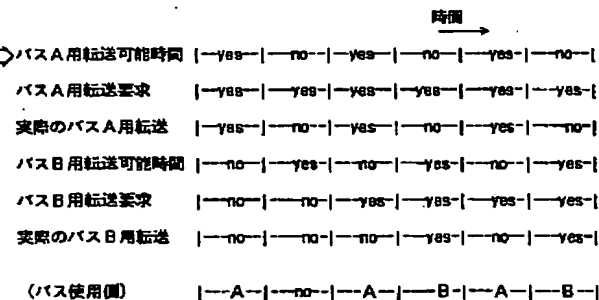 時間
バスA用転送可能時間 |—yes—|—no—|—yes—|—no—|—yes—|—no—|
バスA用転送要求 |—yes—|—yes—|—yes—|—yes—|—yes—|—yes—|
実際のバスA用転送 |—yes—|—no—|—yes—|—no—|—yes—|—no—|
バスB用転送可能時間 |—no—|—yes—|—no—|—yes—|—no—|—yes—|
バスB用転送要求 |—no—|—no—|—yes—|—yes—|—yes—|—yes—|
実際のバスB用転送 |—no—|—no—|—no—|—yes—|—no—|—yes—|
(バス使用側) |—A—|—no—|—A—|—B—|—A—|—B—|